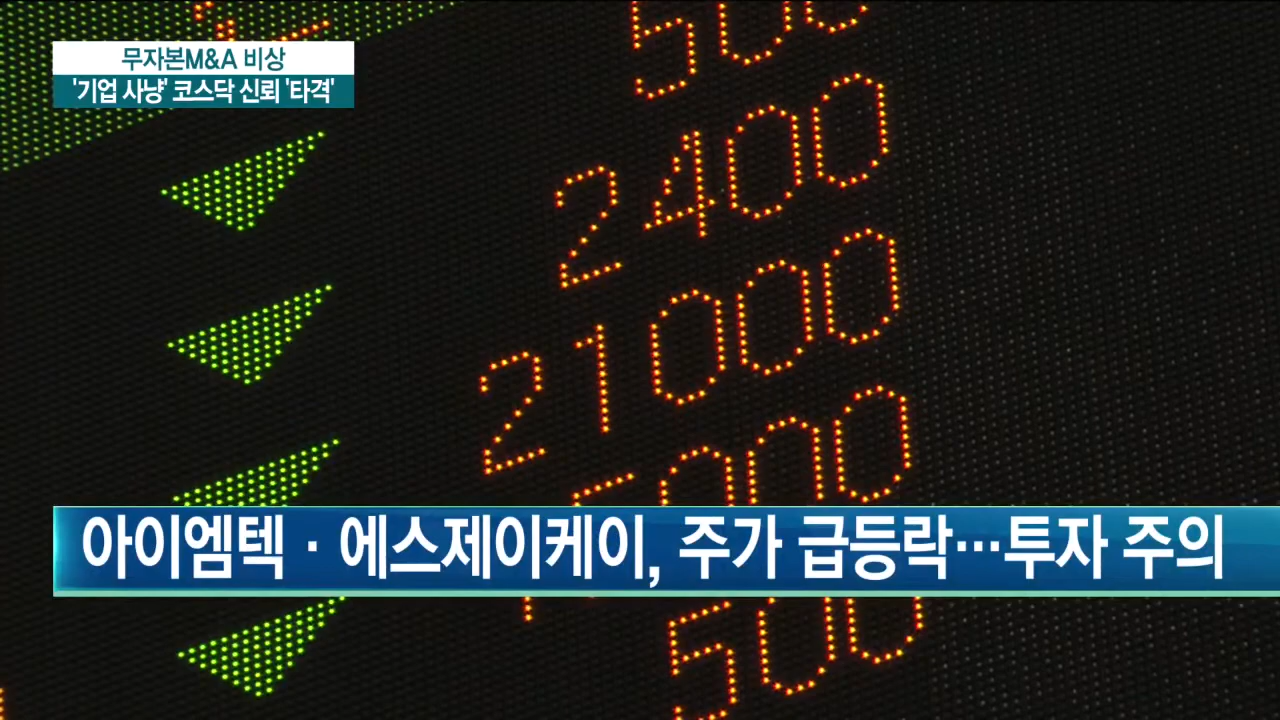 무자본M&A 비상
'기업 사냥' 코스닥 신뢰 '타격'
500
2400
21000
아이엠텍 · 에스제이케이, 주가 급등락…투자 주의
500